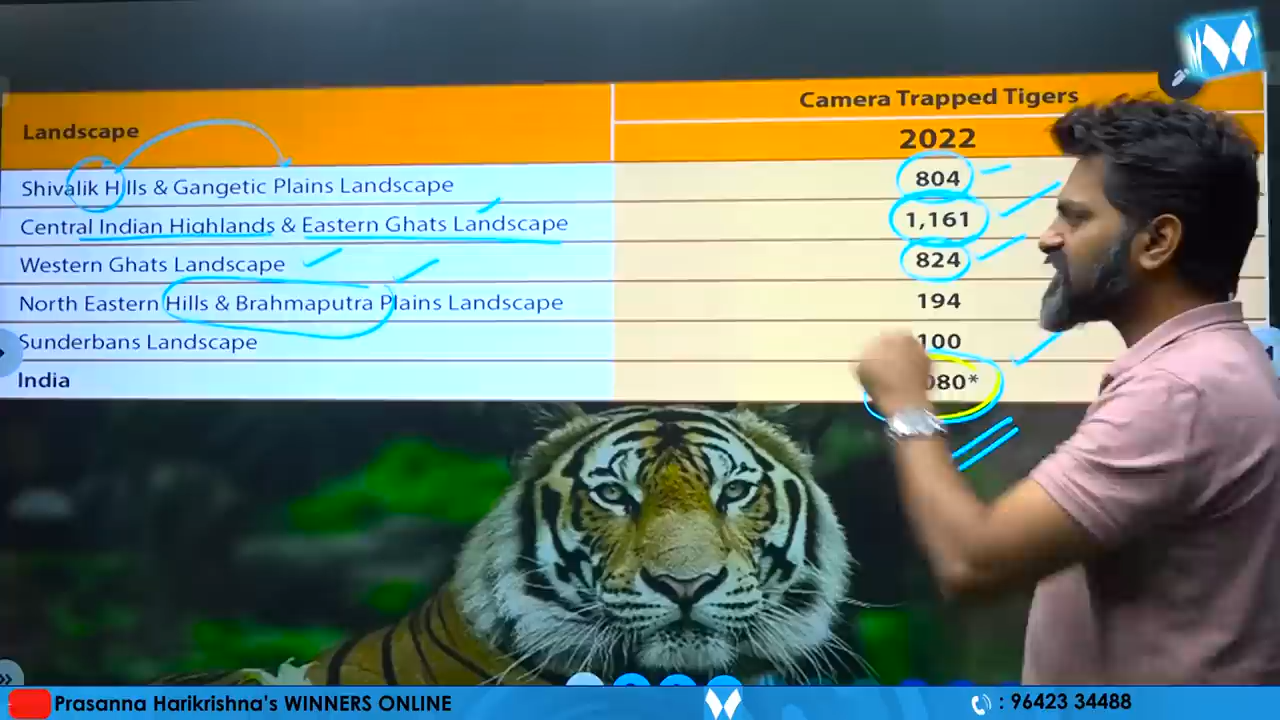 Camera Trapped Tigers
Landscape
2022
Shivalik Hills & Gangetic Plains Landscape 804
Central Indian Highlands & Eastern Ghats Landscape 1,161
Western Ghats Landscape 824
North Eastern Hills & Brahmaputra Plains Landscape 194
Sunderbans Landscape 100
India 080*
Prasanna Harikrishna's WINNERS ONLINE : 96423 34488